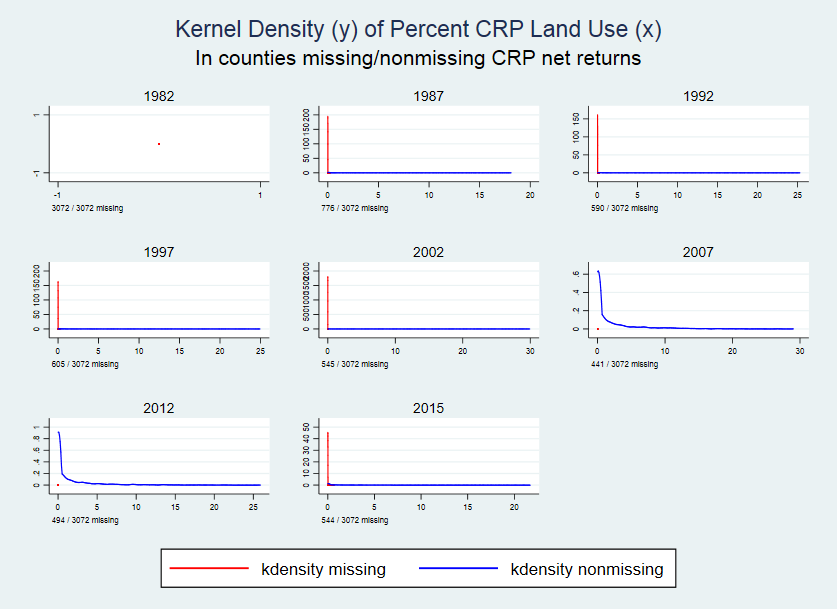 Kernel Density (y) of Percent CRP Land Use (x)
In counties missing/nonmissing CRP net returns
1982
1
-1
-1 1
3072 / 3072 missing
1987
200
150
100
50
0
0 5 10 15 20
776 / 3072 missing
1992
150
100
50
0
0 5 10 15 20 25
590 / 3072 missing
1997
200
150
100
50
0
0 5 10 15 20 25
605 / 3072 missing
2002
2000
1500
1000
500
0
0 10 20 30
545 / 3072 missing
2007
.6
.4
.2
0
0 10 20 30
441 / 3072 missing
2012
1
.8
.6
.4
.2
0
0 5 10 15 20 25
494 / 3072 missing
2015
50
40
30
20
10
0
0 5 10 15 20
544 / 3072 missing
kdensity missing kdensity nonmissing